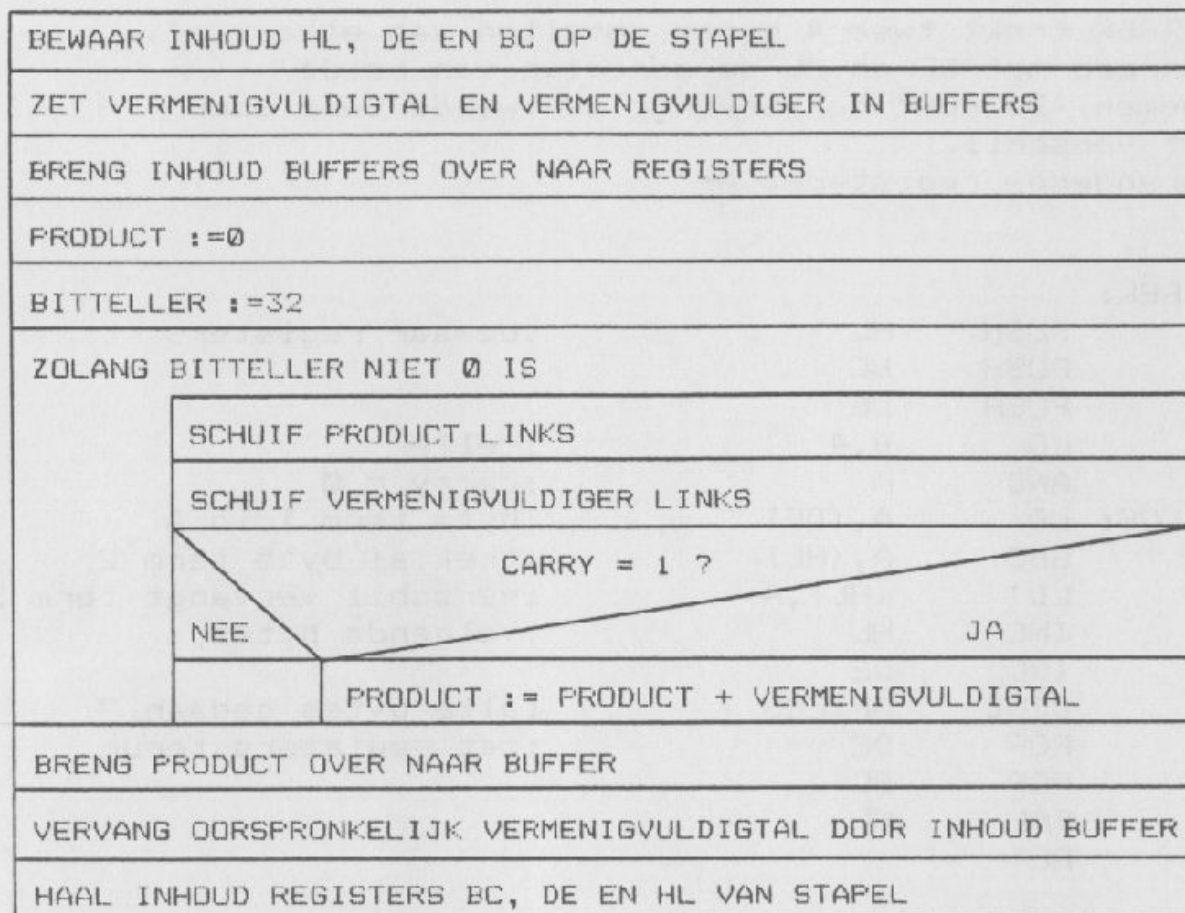 BEWAAR INHOUD HL, DE EN BC OP DE STAPEL
ZET VERMENIGVULDIGTAL EN VERMENIGVULDIGER IN BUFFERS
BRENG INHOUD BUFFERS OVER NAAR REGISTERS
PRODUCT :=0
BITTELLER :=32
ZOLANG BITTELLER NIET 0 IS
SCHUIF PRODUCT LINKS
SCHUIF VERMENIGVULDIGER LINKS
CARRY = 1 ?
NEE JA
PRODUCT := PRODUCT + VERMENIGVULDIGTAL
BRENG PRODUCT OVER NAAR BUFFER
VERVANG OORSPRONKELIJK VERMENIGVULDIGTAL DOOR INHOUD BUFFER
HAAL INHOUD REGISTERS BC, DE EN HL VAN STAPEL